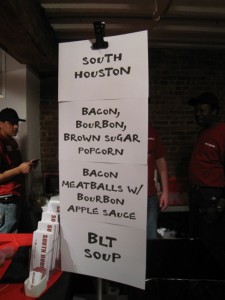 SOUTH
HOUSTON
BACON,
BOURBON,
BROWN SUGAR
POPCORN
BACON
MEATBALLS W/
BOURBON
APPLE SAUCE
BLT
SOUP